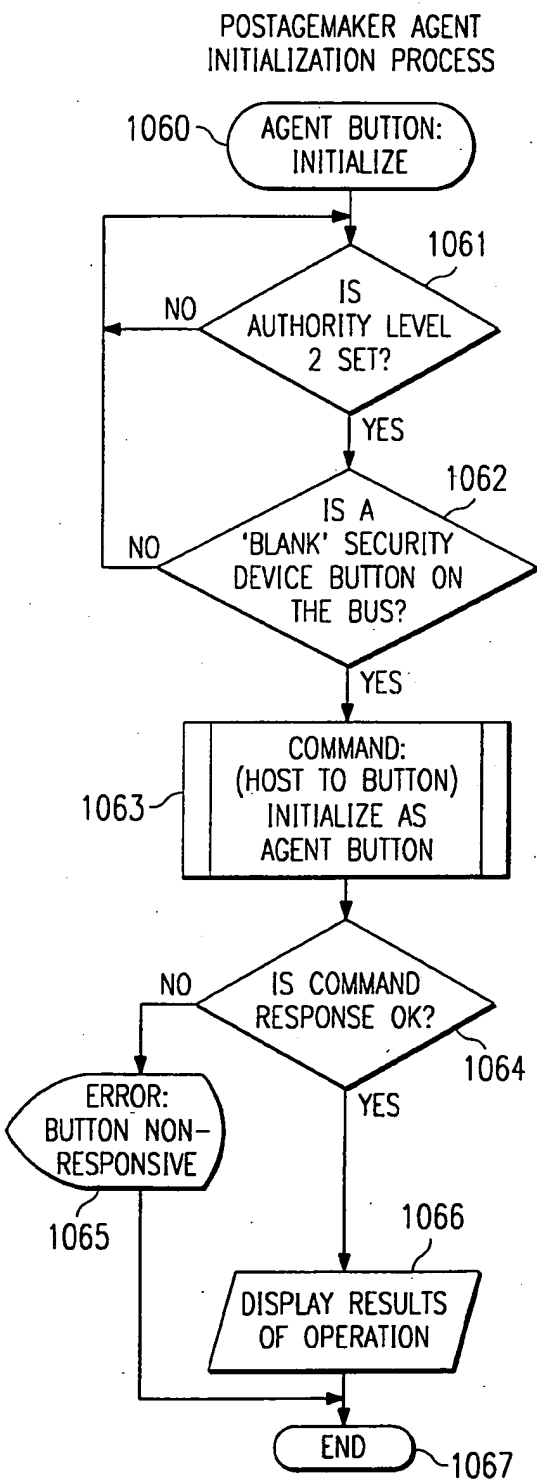 POSTAGEMAKER AGENT
INITIALIZATION PROCESS
1060
AGENT BUTTON:
INITIALIZE
1061
IS
AUTHORITY LEVEL
2 SET?
NO
YES
1062
IS A
'BLANK' SECURITY
DEVICE BUTTON ON
THE BUS?
NO
YES
1063
COMMAND:
(HOST TO BUTTON)
INITIALIZE AS
AGENT BUTTON
IS COMMAND
RESPONSE OK?
1064
NO
YES
ERROR:
BUTTON NON-
RESPONSIVE
1065
1066
DISPLAY RESULTS
OF OPERATION
END
1067